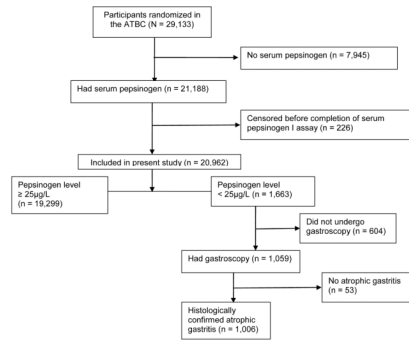 Participants randomized in
the ATBC (N = 29,133)
No serum pepsinogen (n = 7,945)
Had serum pepsinogen (n = 21,188)
Censored before completion of serum
pepsinogen I assay (n = 226)
Included in present study (n = 20,962)
Pepsinogen level
≥ 25µg/L
(n = 19,299)
Pepsinogen level
< 25µg/L (n = 1,663)
Did not undergo
gastroscopy (n = 604)
Had gastroscopy (n = 1,059)
No atrophic gastritis
(n = 53)
Histologically
confirmed atrophic
gastritis (n = 1,006)